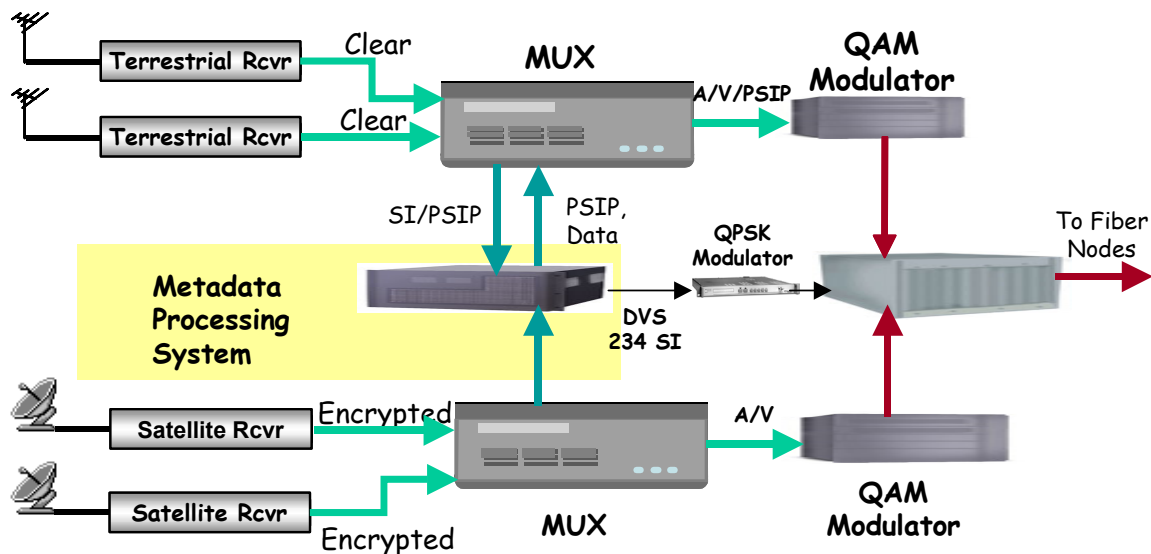 Terrestrial Rcvr
Clear
MUX
QAM
Modulator
A/V/PSIP
Terrestrial Rcvr
Clear
SI/PSIP
PSIP,
Data
QPSK
Modulator
To Fiber
Nodes
Metadata
Processing
System
DVS
234 SI
Satellite Rcvr
Encrypted
A/V
Satellite Rcvr
Encrypted
MUX
QAM
Modulator